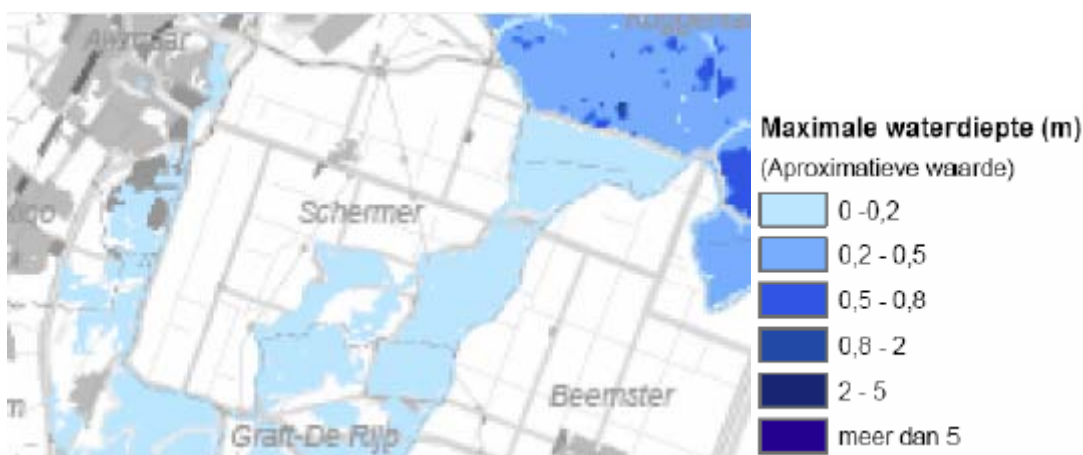 Schermer
Beemster
Graft-De Rijp
Maximale waterdiepte (m)
(Aproximatieve waarde)
0 -0,2
0,2 - 0,5
0,5 - 0,8
0,8 - 2
2 - 5
meer dan 5